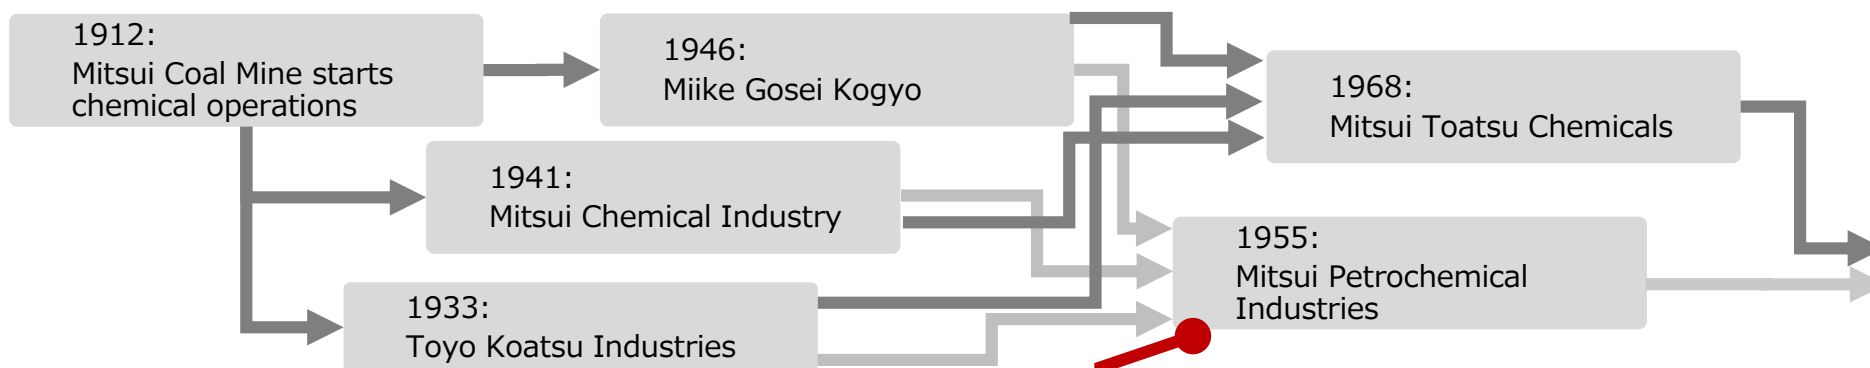 1912:
Mitsui Coal Mine starts
chemical operations
1946:
Miike Gosei Kogyo
1968:
Mitsui Toatsu Chemicals
1941:
Mitsui Chemical Industry
1955:
Mitsui Petrochemical
Industries
1933:
Toyo Koatsu Industries